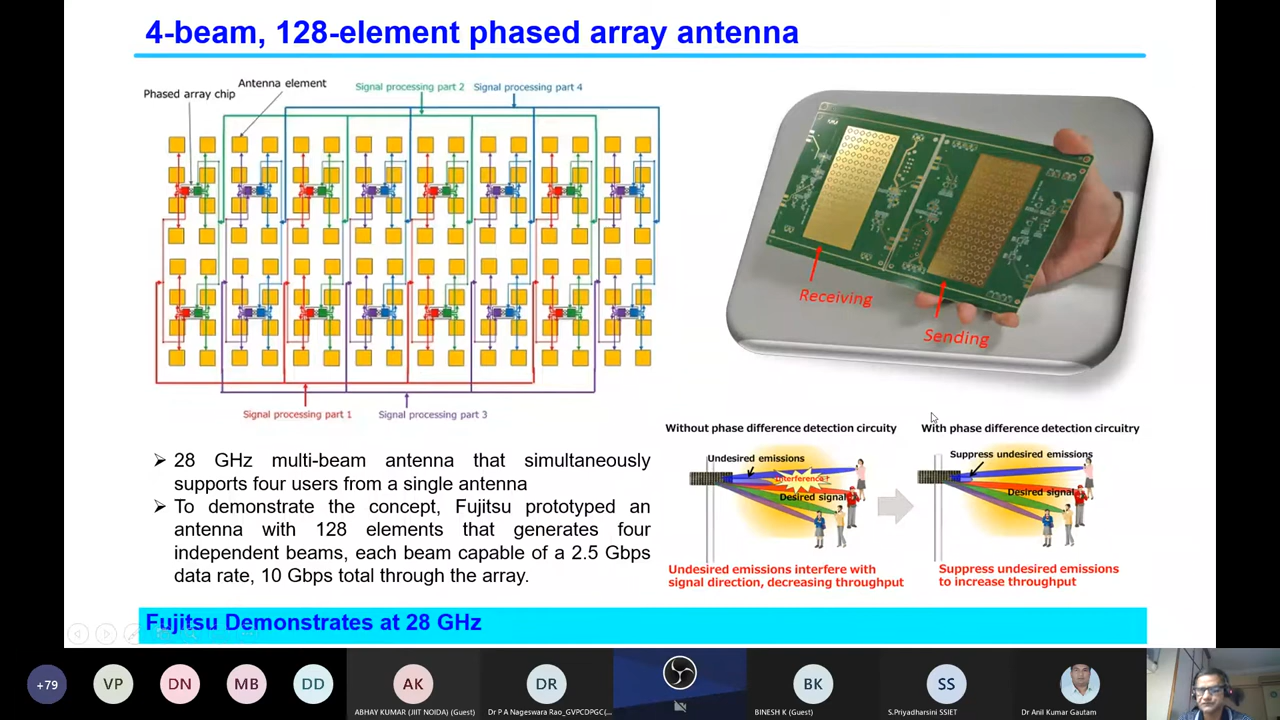 4-beam, 128-element phased array antenna
Antenna element
Phased array chip
Signal processing part 2
Signal processing part 4
Signal processing part 1
Signal processing part 3
Receiving
Sending
➢ 28 GHz multi-beam antenna that simultaneously
supports four users from a single antenna
➢ To demonstrate the concept, Fujitsu prototyped an
antenna with 128 elements that generates four
independent beams, each beam capable of a 2.5 Gbps
data rate, 10 Gbps total through the array.
Without phase difference detection circuity
Undesired emissions
Interference
Desired signal
Undesired emissions interfere with
signal direction, decreasing throughput
With phase difference detection circuitry
Suppress undesired emissions
Desired signal
Suppress undesired emissions
to increase throughput
Fujitsu Demonstrates at 28 GHz
+79
VP
DN
MB
DD
AK
ABHAY KUMAR (JIIT NOIDA) (Guest)
DR
Dr P A Nageswara Rao_GVPCDPGC(...
BK
BINESH K (Guest)
SS
S.Priyadharsini SSIET
Dr Anil Kumar Gautam